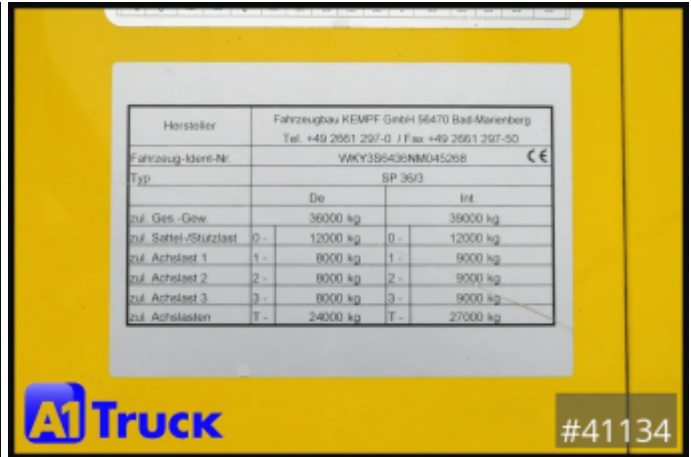 Hersteller Fahrzeugbau KEMPF GmbH 56470 Bad-Marienberg
Tel. +49 2661 297-0 / Fax +49 2661 297-50
Fahrzeug-Ident-Nr. WKY3S6436NM045268 CE
Typ SP 36/3
De Int.
zul. Ges.-Gew. 36000 kg 39000 kg
zul. Sattel-/Stützlast 0 - 12000 kg 0 - 12000 kg
zul. Achslast 1 1 - 8000 kg 1 - 9000 kg
zul. Achslast 2 2 - 8000 kg 2 - 9000 kg
zul. Achslast 3 3 - 8000 kg 3 - 9000 kg
zul. Achslasten T - 24000 kg T - 27000 kg
A1 Truck
#41134